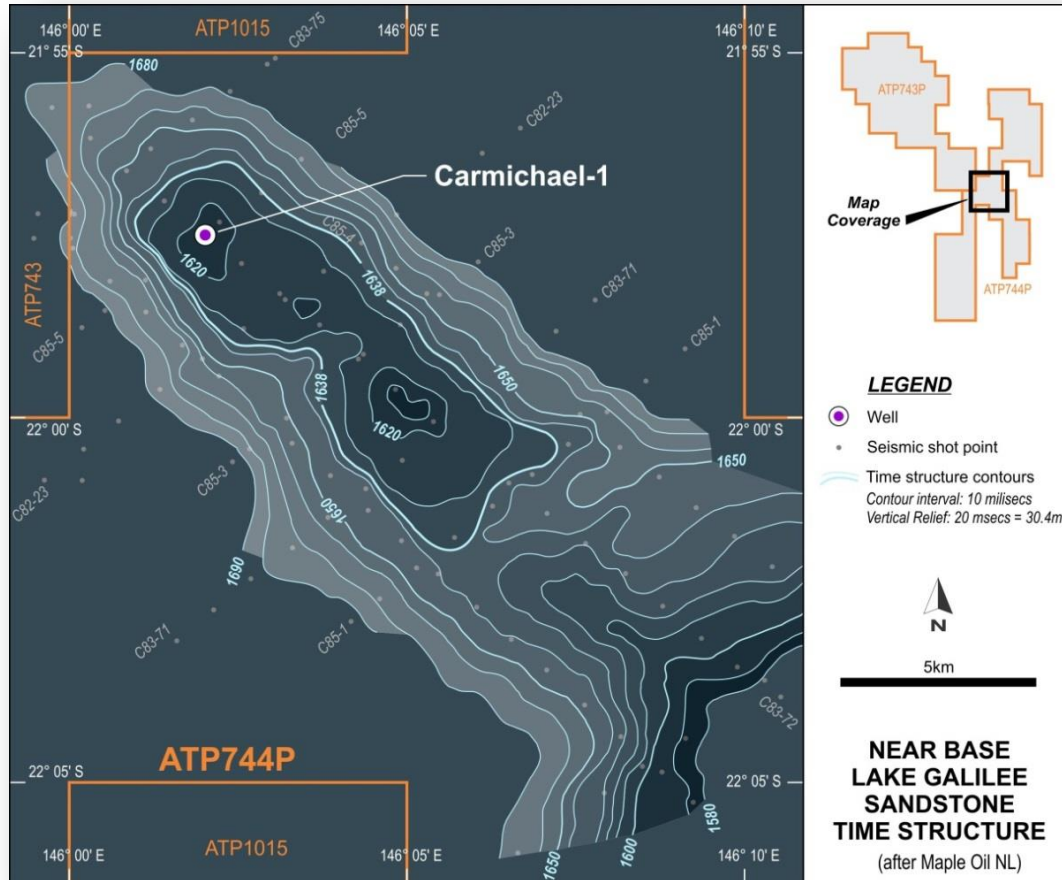 146° 00' E
ATP1015
146° 05' E
146° 10' E
21° 55' S
21° 55' S
C83-75
1680
C85-5
C82-23
Carmichael-1
C85-4
C85-3
1620
1638
C83-71
ATP743
C85-5
C85-1
1650
1638
1620
22° 00' S
22° 00' S
1650
C85-3
C82-23
1650
1690
C85-1
C83-71
C83-72
ATP744P
22° 05' S
22° 05' S
1580
1600
1650
146° 00' E
ATP1015
146° 05' E
146° 10' E
ATP743P
Map
Coverage
ATP744P
LEGEND
Well
Seismic shot point
Time structure contours
Contour interval: 10 milisecs
Vertical Relief: 20 msecs = 30.4m
N
5km
NEAR BASE
LAKE GALILEE
SANDSTONE
TIME STRUCTURE
(after Maple Oil NL)